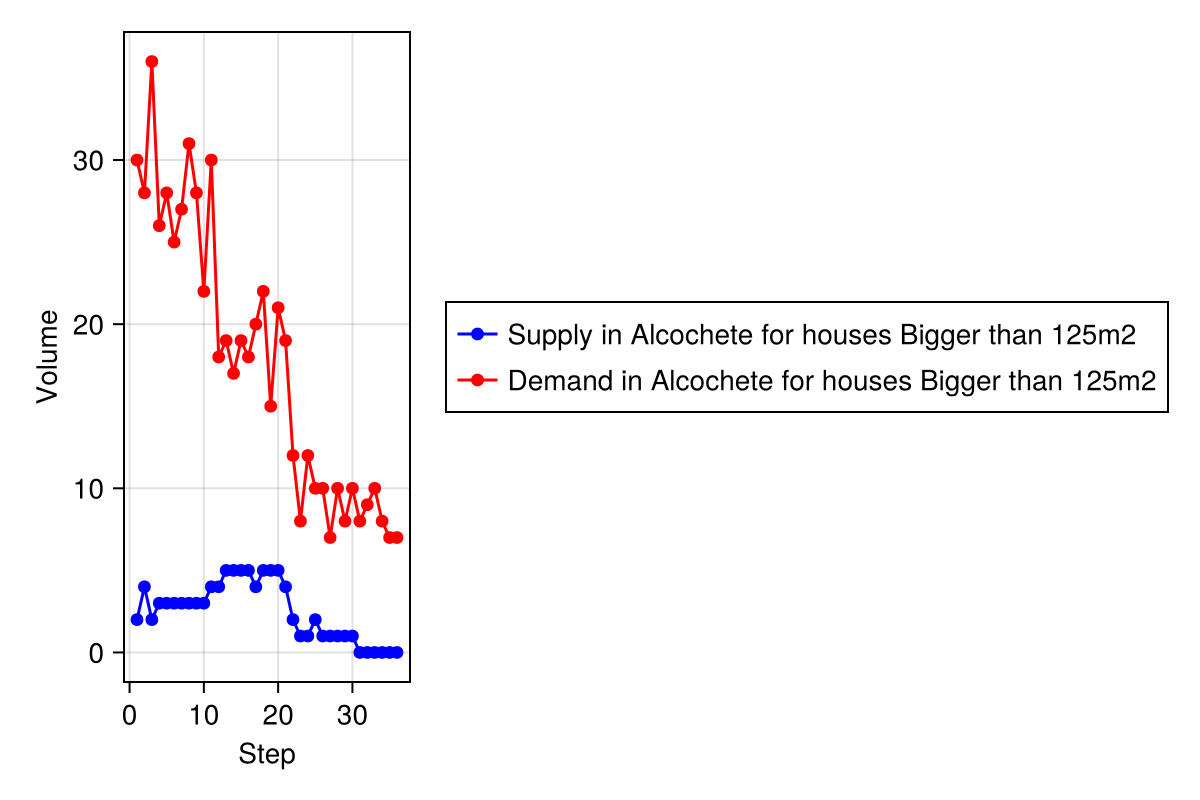 30
20
10
0
Volume
0 10 20 30
Step
Supply in Alcochete for houses Bigger than 125m2
Demand in Alcochete for houses Bigger than 125m2